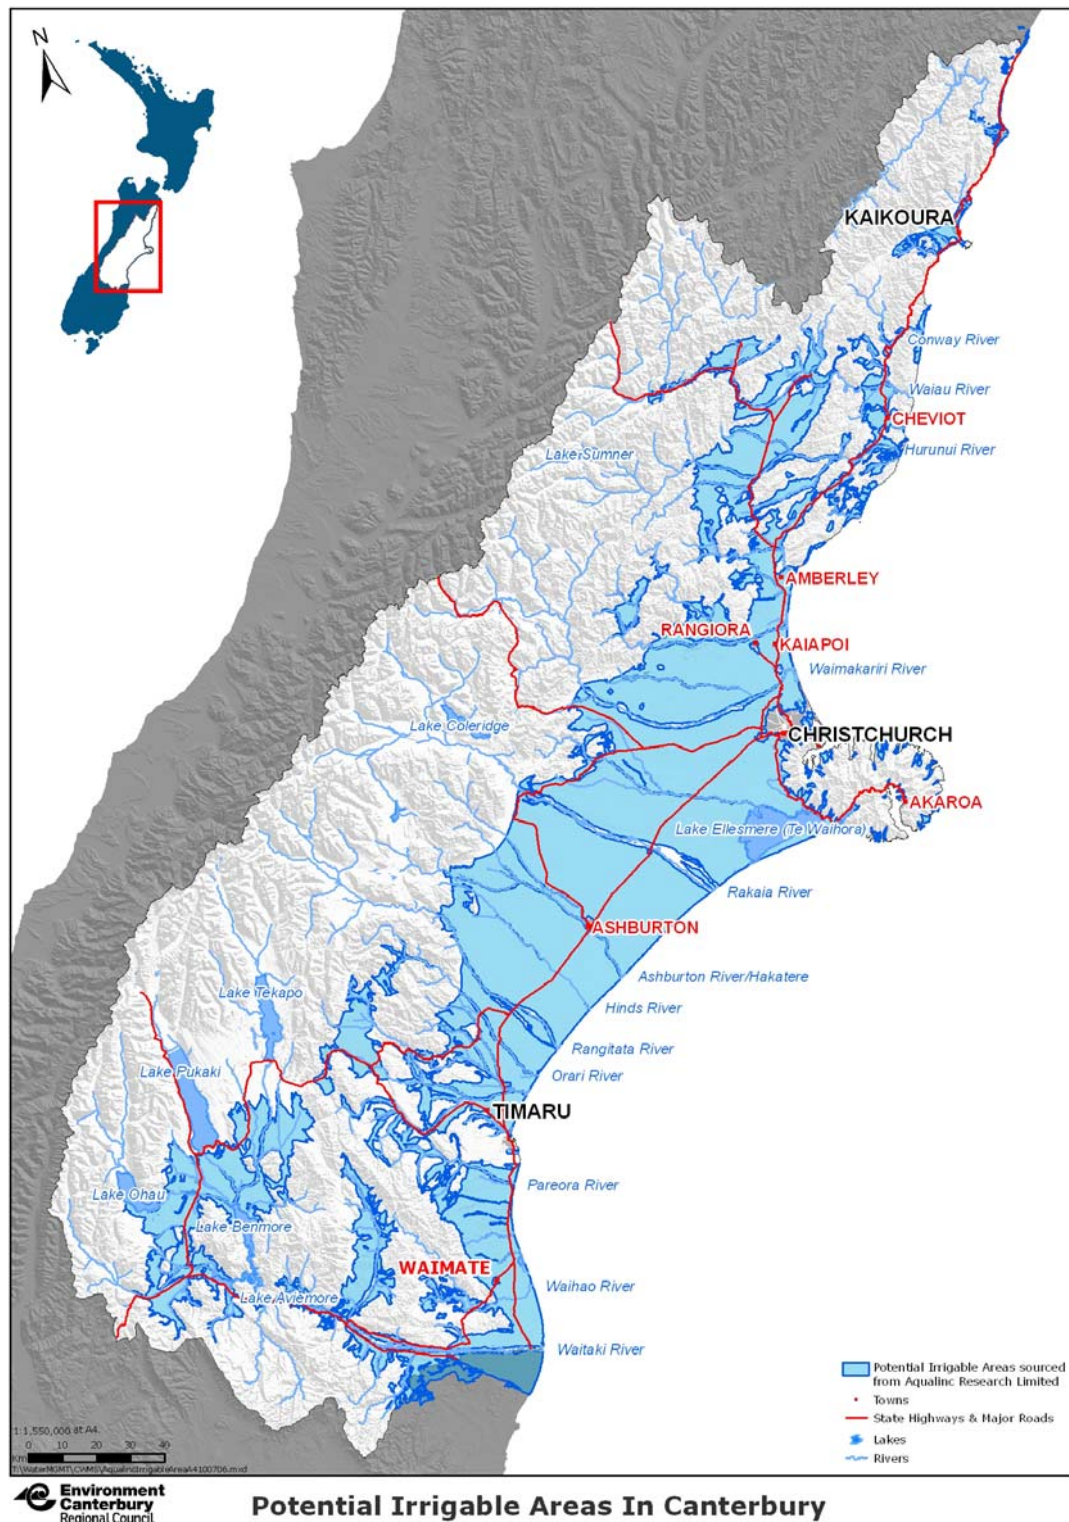 N
KAIKOURA
Conway River
Waiau River
CHEVIOT
Hurunui River
Lake Sumner
AMBERLEY
RANGIORA
KAIAPOI
Waimakariri River
Lake Coleridge
CHRISTCHURCH
AKAROA
Lake Ellesmere (Te Waihora)
Rakaia River
ASHBURTON
Ashburton River/Hakatere
Lake Tekapo
Hinds River
Rangitata River
Lake Pukaki
Orari River
TIMARU
Pareora River
Lake Ohau
Lake Benmore
WAIMATE
Waihao River
Lake Aviemore
Waitaki River
Potential Irrigable Areas sourced
from Aqualinc Research Limited
Towns
State Highways & Major Roads
Lakes
Rivers
1:1,550,000 at A4
0 10 20 30 40
Km
Environment
Canterbury
Regional Council
Potential Irrigable Areas In Canterbury